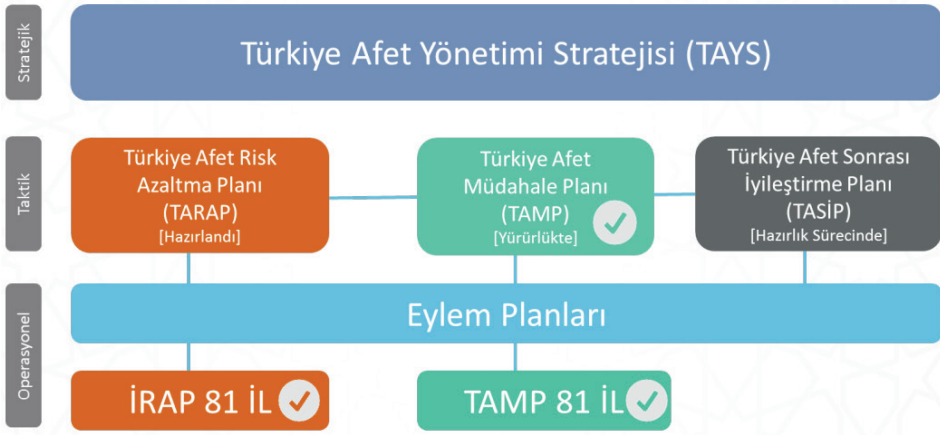 Stratejik
Türkiye Afet Yönetimi Stratejisi (TAYS)
Taktik
Türkiye Afet Risk
Azaltma Planı
(TARAP)
[Hazırlandı]
Türkiye Afet
Müdahale Planı
(TAMP)
[Yürürlükte]
Türkiye Afet Sonrası
İyileştirme Planı
(TASİP)
[Hazırlık Sürecinde]
Operasyonel
Eylem Planları
İRAP 81 İL
TAMP 81 İL